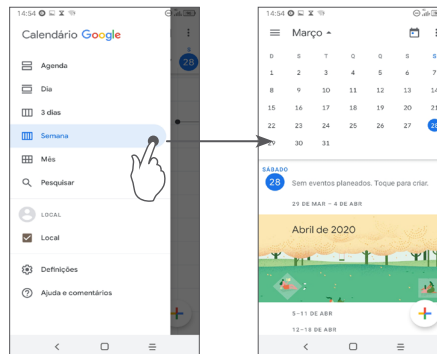 14:54
Calendário Google
Agenda
Dia
3 dias
Semana
Mês
Pesquisar
LOCAL
Local
Definições
Ajuda e comentários
28
14:54
Março
D S T Q Q S S
1 2 3 4 5 6 7
8 9 10 11 12 13 14
15 16 17 18 19 20 21
22 23 24 25 26 27 28
29 30 31
SÁBADO
28 Sem eventos planeados. Toque para criar.
29 DE MAR – 4 DE ABR
Abril de 2020
5–11 DE ABR
12–18 DE ABR